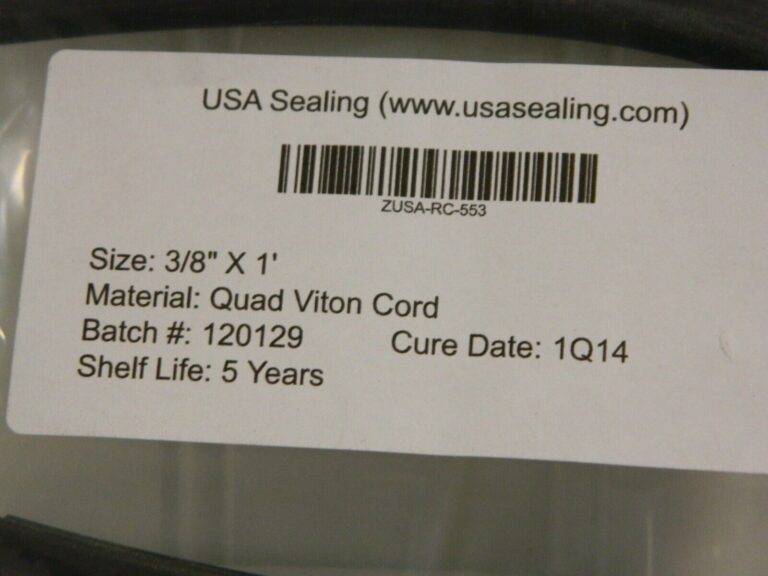 USA Sealing (www.usasealing.com)
ZUSA-RC-553
Size: 3/8" X 1'
Material: Quad Viton Cord
Batch #: 120129 Cure Date: 1Q14
Shelf Life: 5 Years